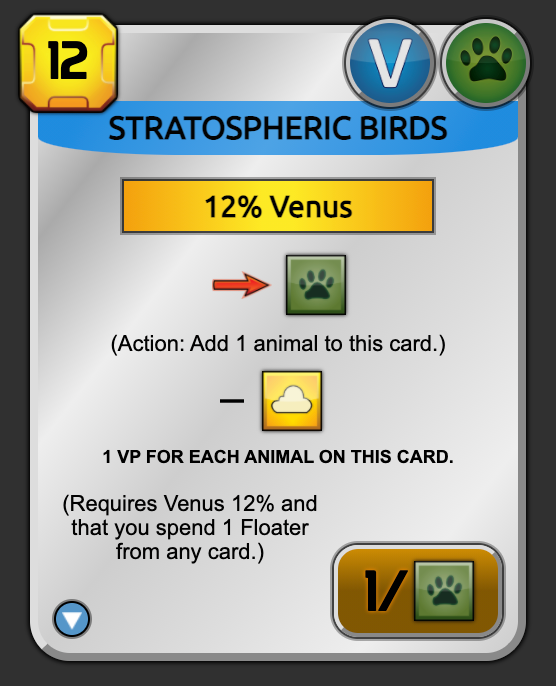 12
V
STRATOSPHERIC BIRDS
12% Venus
(Action: Add 1 animal to this card.)
1 VP FOR EACH ANIMAL ON THIS CARD.
(Requires Venus 12% and
that you spend 1 Floater
from any card.)
1/